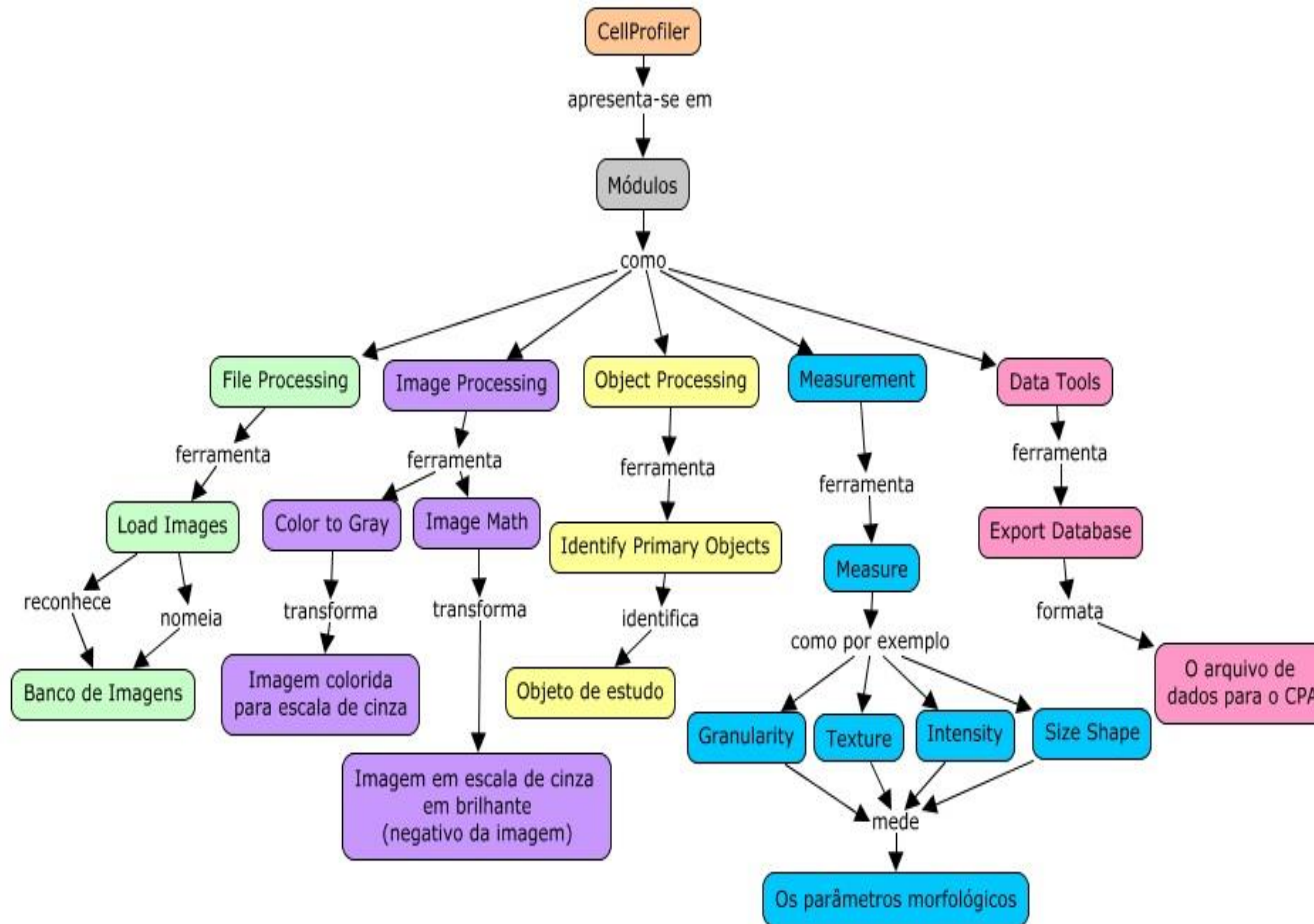 CellProfiler
apresenta-se em
Módulos
como
File Processing
Image Processing
Object Processing
Measurement
Data Tools
ferramenta
ferramenta
ferramenta
ferramenta
ferramenta
Load Images
Color to Gray
Image Math
Identify Primary Objects
Measure
Export Database
reconhece
nomeia
transforma
transforma
identifica
como por exemplo
formata
Banco de Imagens
Imagem colorida
para escala de cinza
Objeto de estudo
Granularity
Texture
Intensity
Size Shape
O arquivo de
dados para o CPA
Imagem em escala de cinza
em brilhante
(negativo da imagem)
mede
Os parâmetros morfológicos